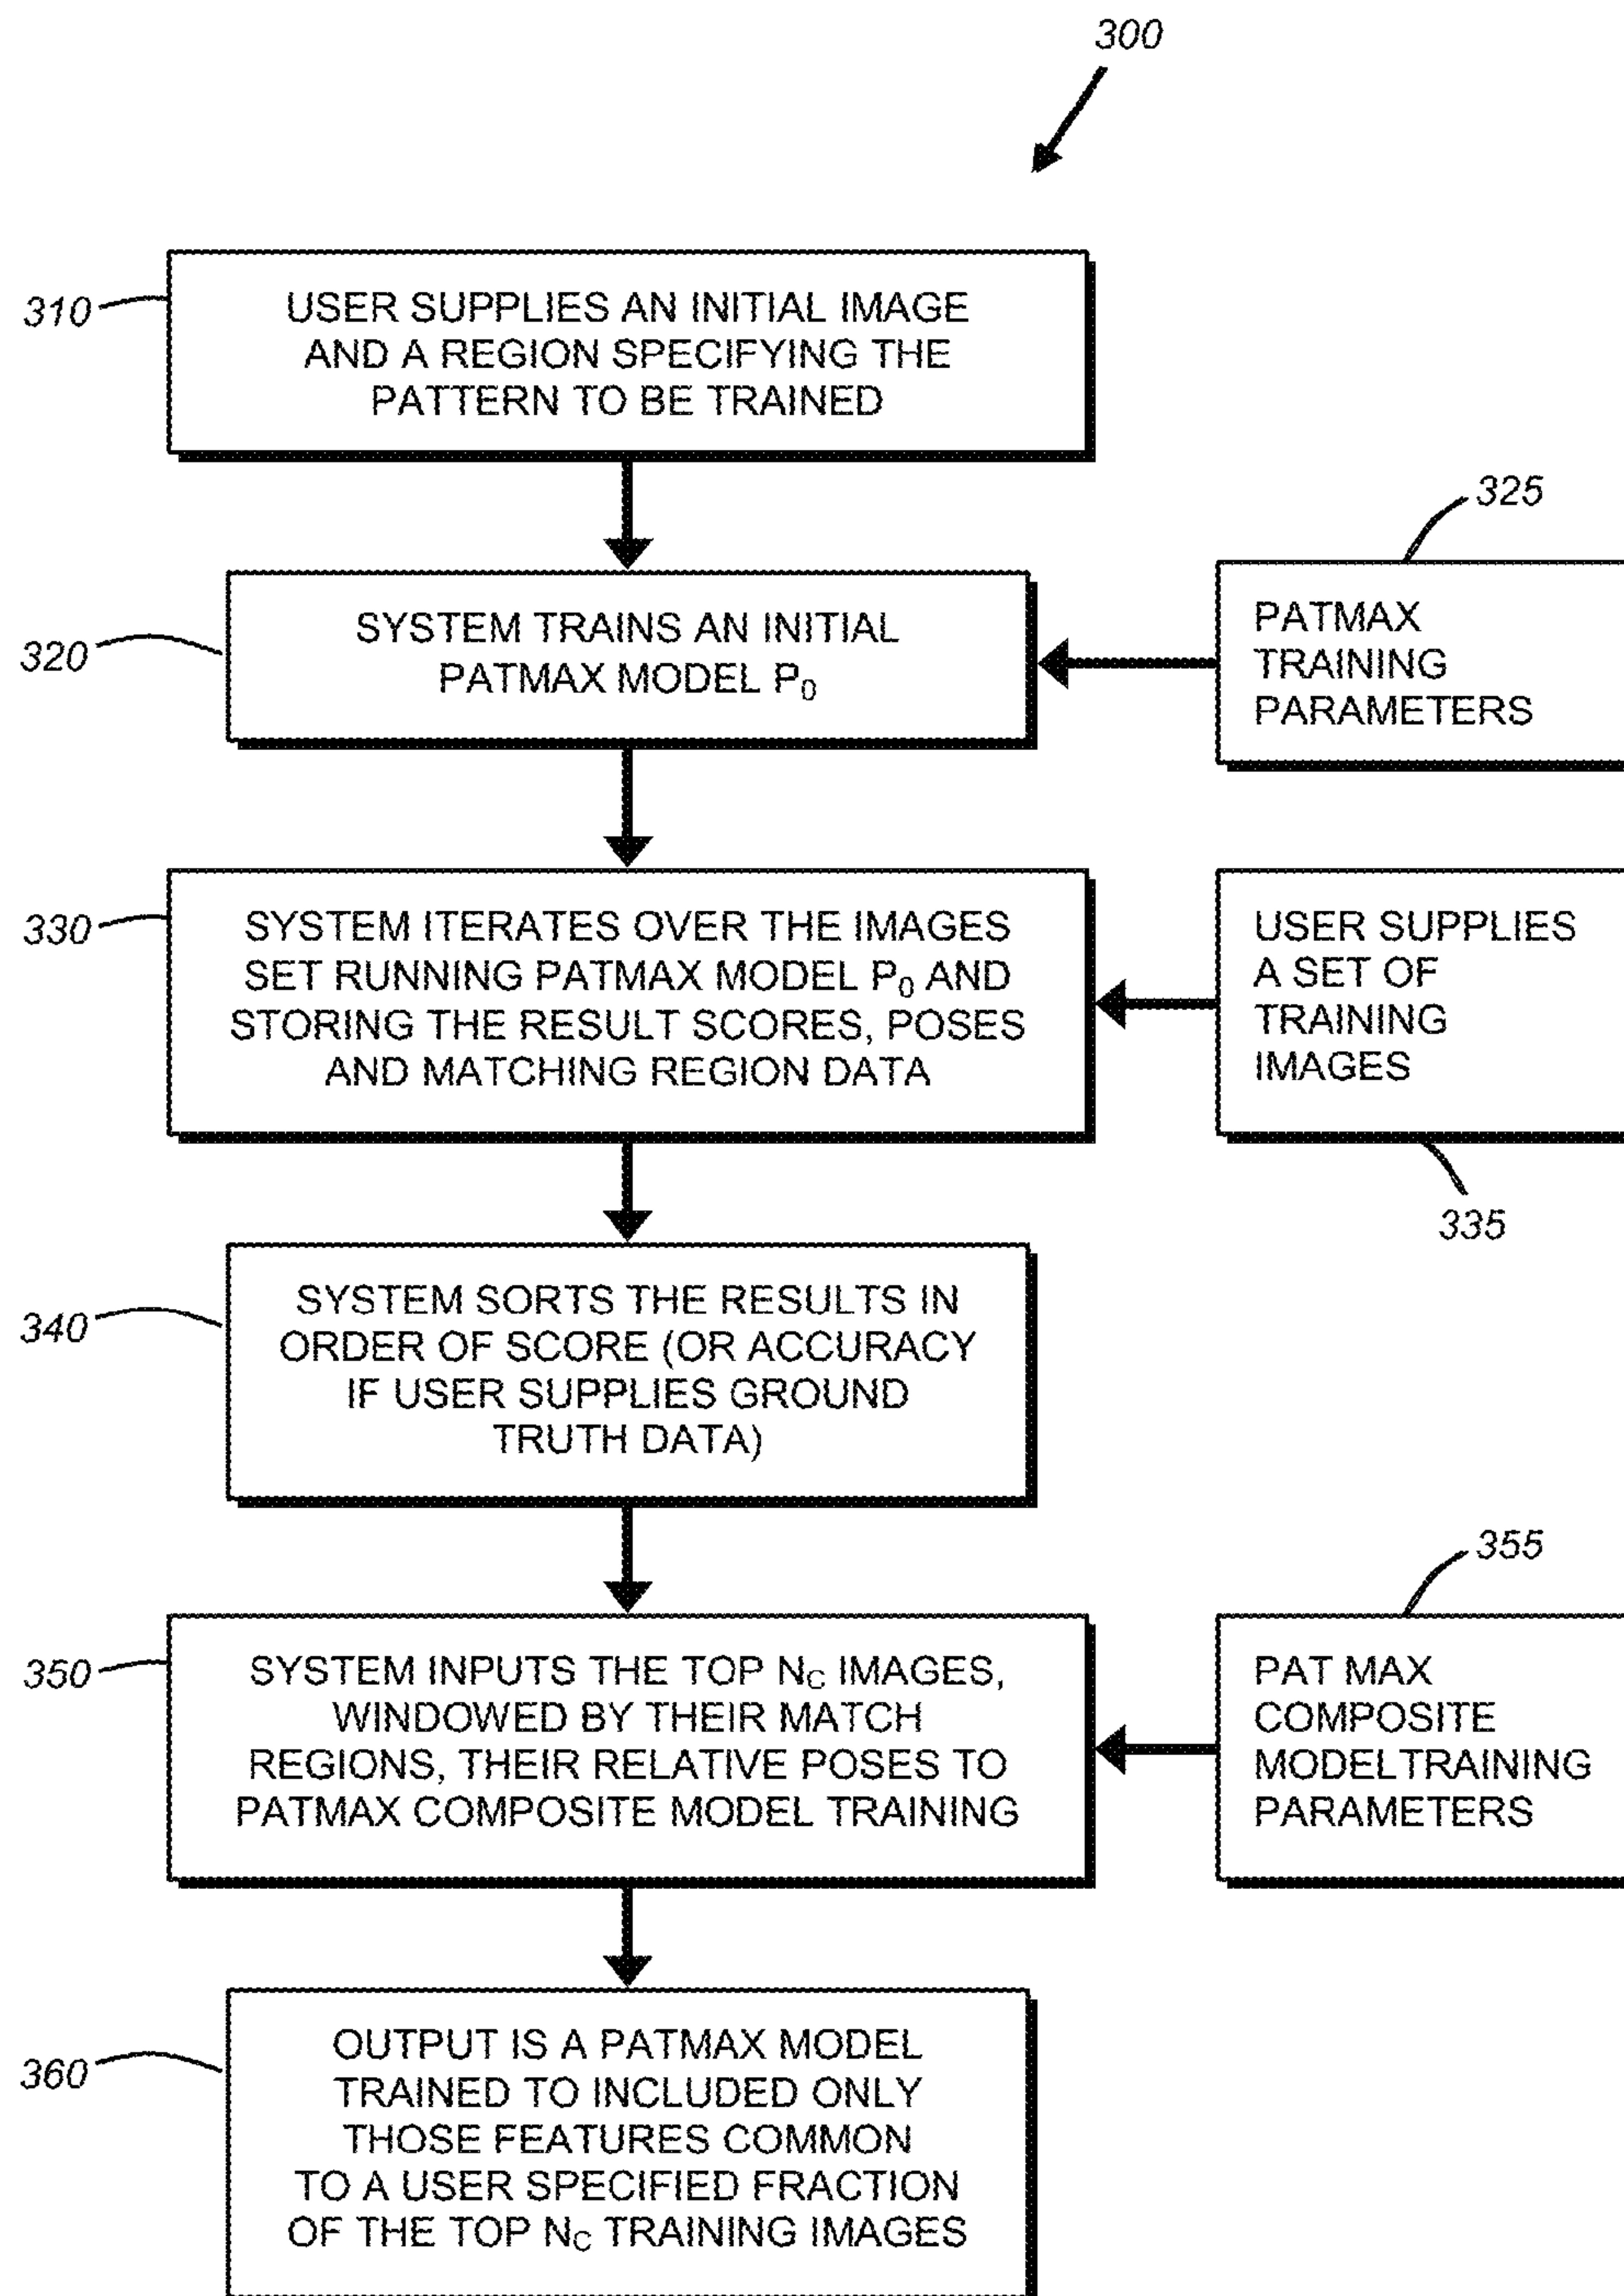 300
310
USER SUPPLIES AN INITIAL IMAGE
AND A REGION SPECIFYING THE
PATTERN TO BE TRAINED
325
320
SYSTEM TRAINS AN INITIAL
PATMAX MODEL P₀
PATMAX
TRAINING
PARAMETERS
330
SYSTEM ITERATES OVER THE IMAGES
SET RUNNING PATMAX MODEL P₀ AND
STORING THE RESULT SCORES, POSES
AND MATCHING REGION DATA
USER SUPPLIES
A SET OF
TRAINING
IMAGES
335
340
SYSTEM SORTS THE RESULTS IN
ORDER OF SCORE (OR ACCURACY
IF USER SUPPLIES GROUND
TRUTH DATA)
355
350
SYSTEM INPUTS THE TOP N_C IMAGES,
WINDOWED BY THEIR MATCH
REGIONS, THEIR RELATIVE POSES TO
PATMAX COMPOSITE MODEL TRAINING
PAT MAX
COMPOSITE
MODELTRAINING
PARAMETERS
360
OUTPUT IS A PATMAX MODEL
TRAINED TO INCLUDED ONLY
THOSE FEATURES COMMON
TO A USER SPECIFIED FRACTION
OF THE TOP N_C TRAINING IMAGES